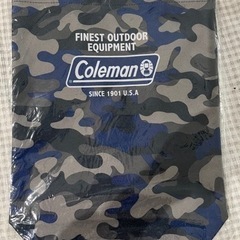 FINEST OUTDOOR
EQUIPMENT
Coleman
SINCE 1901 U.S.A